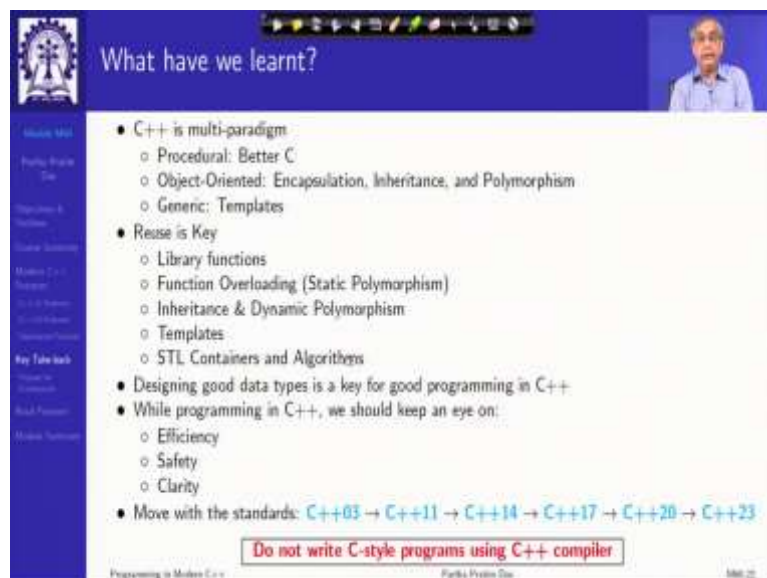 What have we learnt?
• C++ is multi-paradigm
○ Procedural: Better C
○ Object-Oriented: Encapsulation, Inheritance, and Polymorphism
○ Generic: Templates
• Reuse is Key
○ Library functions
○ Function Overloading (Static Polymorphism)
○ Inheritance & Dynamic Polymorphism
○ Templates
○ STL Containers and Algorithms
• Designing good data types is a key for good programming in C++
• While programming in C++, we should keep an eye on:
○ Efficiency
○ Safety
○ Clarity
• Move with the standards: C++03 → C++11 → C++14 → C++17 → C++20 → C++23
Do not write C-style programs using C++ compiler
Key Take-back
Programming in Modern C++